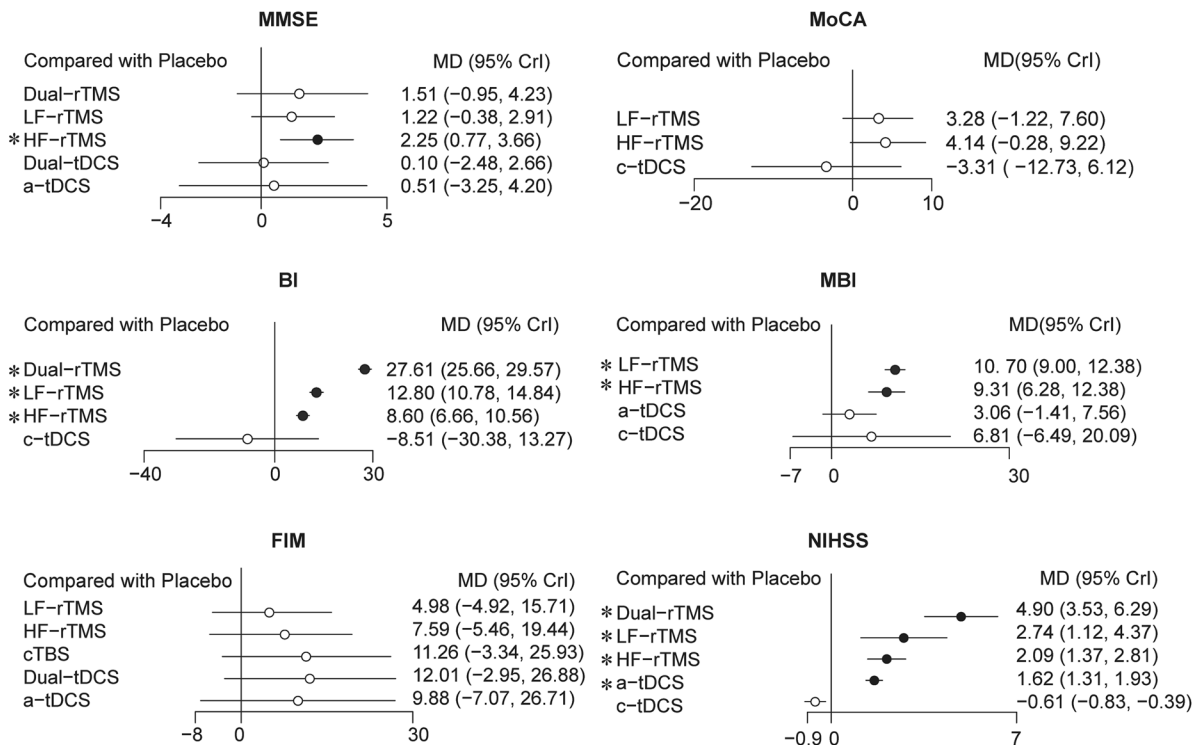 MMSE
Compared with Placebo MD (95% CrI)
Dual−rTMS 1.51 (−0.95, 4.23)
LF−rTMS 1.22 (−0.38, 2.91)
*HF−rTMS 2.25 (0.77, 3.66)
Dual−tDCS 0.10 (−2.48, 2.66)
a−tDCS 0.51 (−3.25, 4.20)
−4 0 5
MoCA
Compared with Placebo MD(95% CrI)
LF−rTMS 3.28 (−1.22, 7.60)
HF−rTMS 4.14 (−0.28, 9.22)
c−tDCS −3.31 ( −12.73, 6.12)
−20 0 10
BI
Compared with Placebo MD (95% CrI)
*Dual−rTMS 27.61 (25.66, 29.57)
*LF−rTMS 12.80 (10.78, 14.84)
*HF−rTMS 8.60 (6.66, 10.56)
c−tDCS −8.51 (−30.38, 13.27)
−40 0 30
MBI
Compared with Placebo MD(95% CrI)
* LF−rTMS 10. 70 (9.00, 12.38)
* HF−rTMS 9.31 (6.28, 12.38)
a−tDCS 3.06 (−1.41, 7.56)
c−tDCS 6.81 (−6.49, 20.09)
−7 0 30
FIM
Compared with Placebo MD (95% CrI)
LF−rTMS 4.98 (−4.92, 15.71)
HF−rTMS 7.59 (−5.46, 19.44)
cTBS 11.26 (−3.34, 25.93)
Dual−tDCS 12.01 (−2.95, 26.88)
a−tDCS 9.88 (−7.07, 26.71)
−8 0 30
NIHSS
Compared with Placebo MD (95% CrI)
* Dual−rTMS 4.90 (3.53, 6.29)
* LF−rTMS 2.74 (1.12, 4.37)
* HF−rTMS 2.09 (1.37, 2.81)
* a−tDCS 1.62 (1.31, 1.93)
c−tDCS −0.61 (−0.83, −0.39)
−0.9 0 7